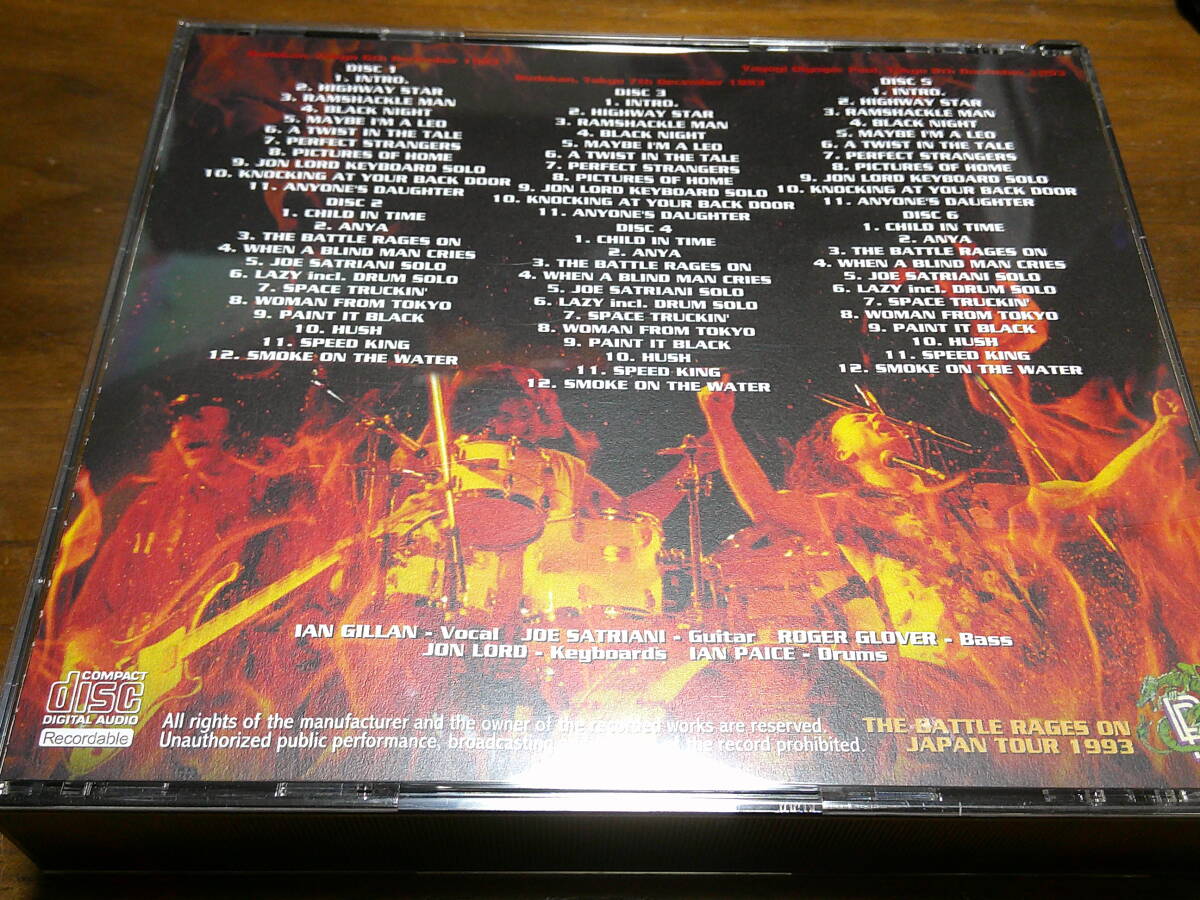 Budokan, Tokyo 6th December 1993
DISC 1
1. INTRO.
2. HIGHWAY STAR
3. RAMSHACKLE MAN
4. BLACK NIGHT
5. MAYBE I'M A LEO
6. A TWIST IN THE TALE
7. PERFECT STRANGERS
8. PICTURES OF HOME
9. JON LORD KEYBOARD SOLO
10. KNOCKING AT YOUR BACK DOOR
11. ANYONE'S DAUGHTER
DISC 2
1. CHILD IN TIME
2. ANYA
3. THE BATTLE RAGES ON
4. WHEN A BLIND MAN CRIES
5. JOE SATRIANI SOLO
6. LAZY incl. DRUM SOLO
7. SPACE TRUCKIN'
8. WOMAN FROM TOKYO
9. PAINT IT BLACK
10. HUSH
11. SPEED KING
12. SMOKE ON THE WATER
Budokan, Tokyo 7th December 1993
DISC 3
1. INTRO.
2. HIGHWAY STAR
3. RAMSHACKLE MAN
4. BLACK NIGHT
5. MAYBE I'M A LEO
6. A TWIST IN THE TALE
7. PERFECT STRANGERS
8. PICTURES OF HOME
9. JON LORD KEYBOARD SOLO
10. KNOCKING AT YOUR BACK DOOR
11. ANYONE'S DAUGHTER
DISC 4
1. CHILD IN TIME
2. ANYA
3. THE BATTLE RAGES ON
4. WHEN A BLIND MAN CRIES
5. JOE SATRIANI SOLO
6. LAZY incl. DRUM SOLO
7. SPACE TRUCKIN'
8. WOMAN FROM TOKYO
9. PAINT IT BLACK
10. HUSH
11. SPEED KING
12. SMOKE ON THE WATER
Yoyogi Olympic Pool, Tokyo 8th December 1993
DISC 5
1. INTRO.
2. HIGHWAY STAR
3. RAMSHACKLE MAN
4. BLACK NIGHT
5. MAYBE I'M A LEO
6. A TWIST IN THE TALE
7. PERFECT STRANGERS
8. PICTURES OF HOME
9. JON LORD KEYBOARD SOLO
10. KNOCKING AT YOUR BACK DOOR
11. ANYONE'S DAUGHTER
DISC 6
1. CHILD IN TIME
2. ANYA
3. THE BATTLE RAGES ON
4. WHEN A BLIND MAN CRIES
5. JOE SATRIANI SOLO
6. LAZY incl. DRUM SOLO
7. SPACE TRUCKIN'
8. WOMAN FROM TOKYO
9. PAINT IT BLACK
10. HUSH
11. SPEED KING
12. SMOKE ON THE WATER
IAN GILLAN - Vocal JOE SATRIANI - Guitar ROGER GLOVER - Bass
JON LORD - Keyboards IAN PAICE - Drums
COMPACT
disc
DIGITAL AUDIO
Recordable
All rights of the manufacturer and the owner of the recorded works are reserved.
Unauthorized public performance, broadcasting the record prohibited.
THE BATTLE RAGES ON
JAPAN TOUR 1993